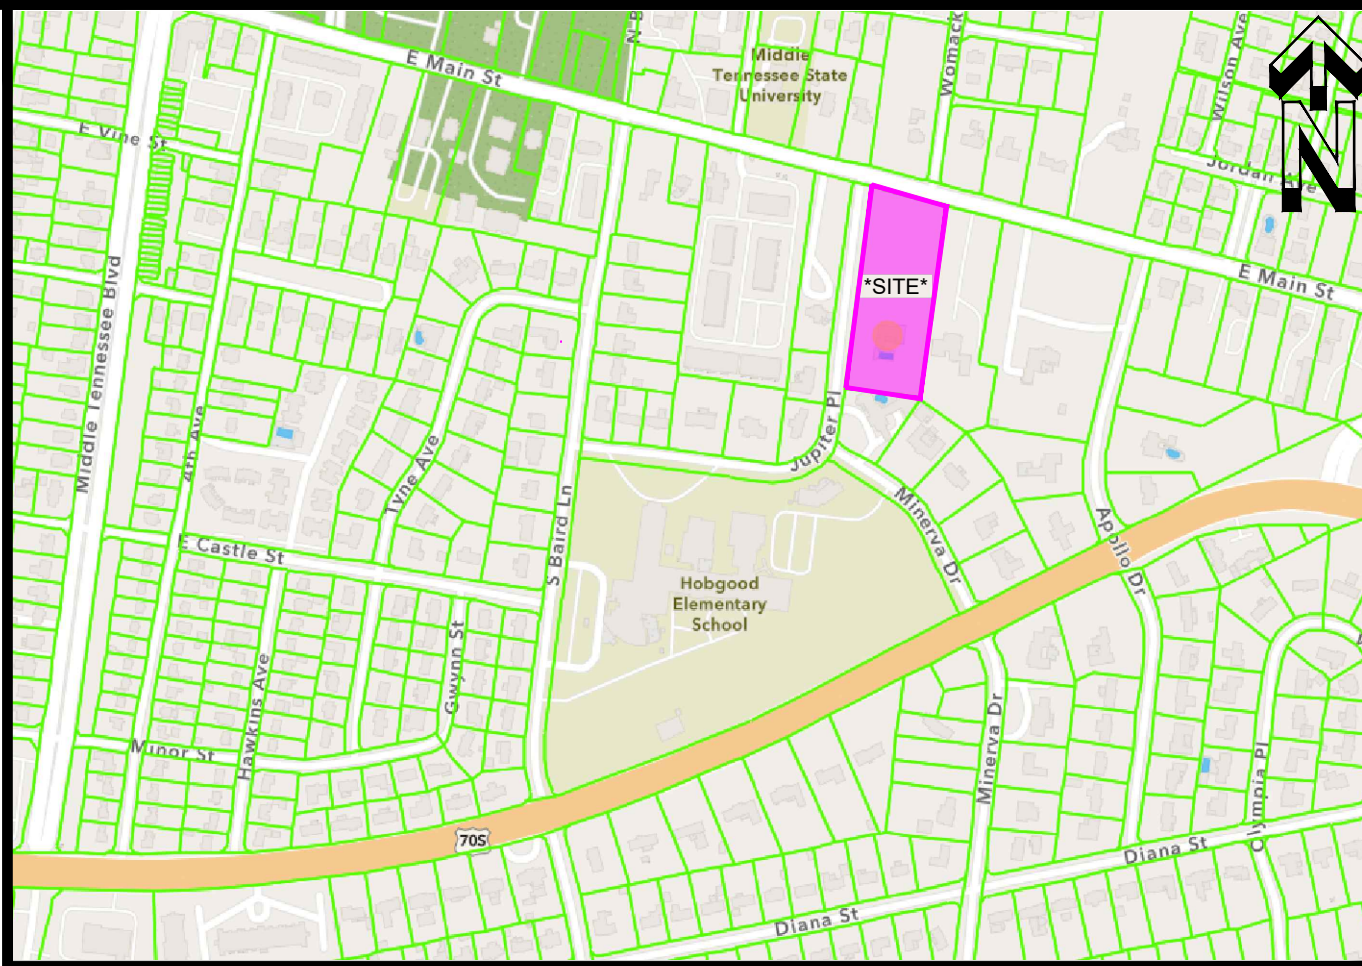 E Main St
N B
Middle
Tennessee State
University
Womack
Wilson Ave
N
E Vine St
Jordan Ave
Middle Tennessee Blvd
*SITE*
E Main St
4th Ave
Tyne Ave
Jupiter Pl
S Baird Ln
Minerva Dr
Apollo Dr
E Castle St
Hobgood
Elementary
School
Gwynn St
Hawkins Ave
Minor St
Minerva Dr
Olympia Pl
70S
Diana St
Diana St